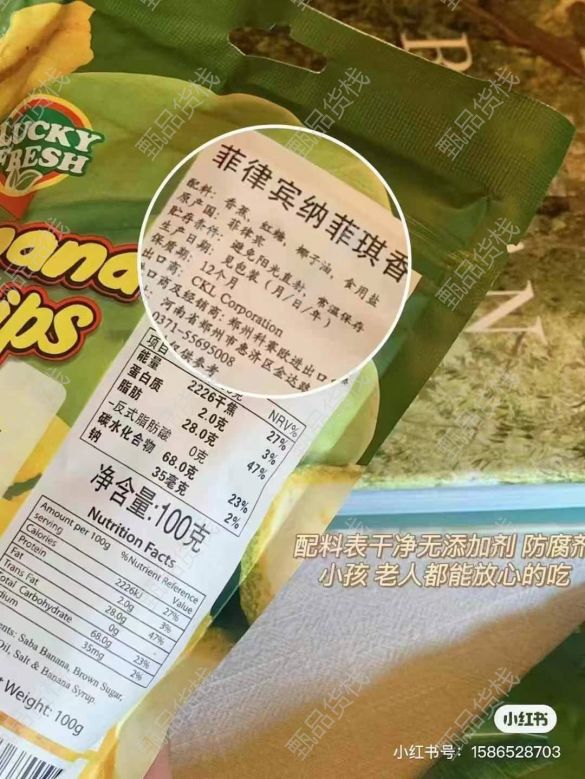 LUCKY
FRESH
菲律宾纳菲琪香
配料：香蕉，红糖，椰子油，食用盐
原产国：菲律宾
贮存条件：避免阳光直射，常温保存
生产日期：见包装（月/日/年）
保质期：12个月
出口商：CKL Corporation
口商及经销商：郑州科赛欧进出口
河南省郑州市惠济区金达路
0371-55695008
仅供参考
项目
NRV%
能量 2226千焦 27%
蛋白质 2.0克 3%
脂肪 28.0克 47%
-反式脂肪酸 0克
碳水化合物 68.0克 23%
钠 35毫克 2%
净含量:100克
Nutrition Facts
Amount per 100g %Nutrient Reference
serving Value
Calories 2226kJ 27%
Protein 2.0g 3%
Fat 28.0g 47%
Trans Fat 0g
otal Carbohydrate 68.0g 23%
dium 35mg 2%
ents: Saba Banana, Brown Sugar,
Oil, Salt & Banana Syrup.
t Weight: 100g
配料表干净无添加剂 防腐剂
小孩 老人都能放心的吃
小红书
小红书号：1586528703
甄品货栈